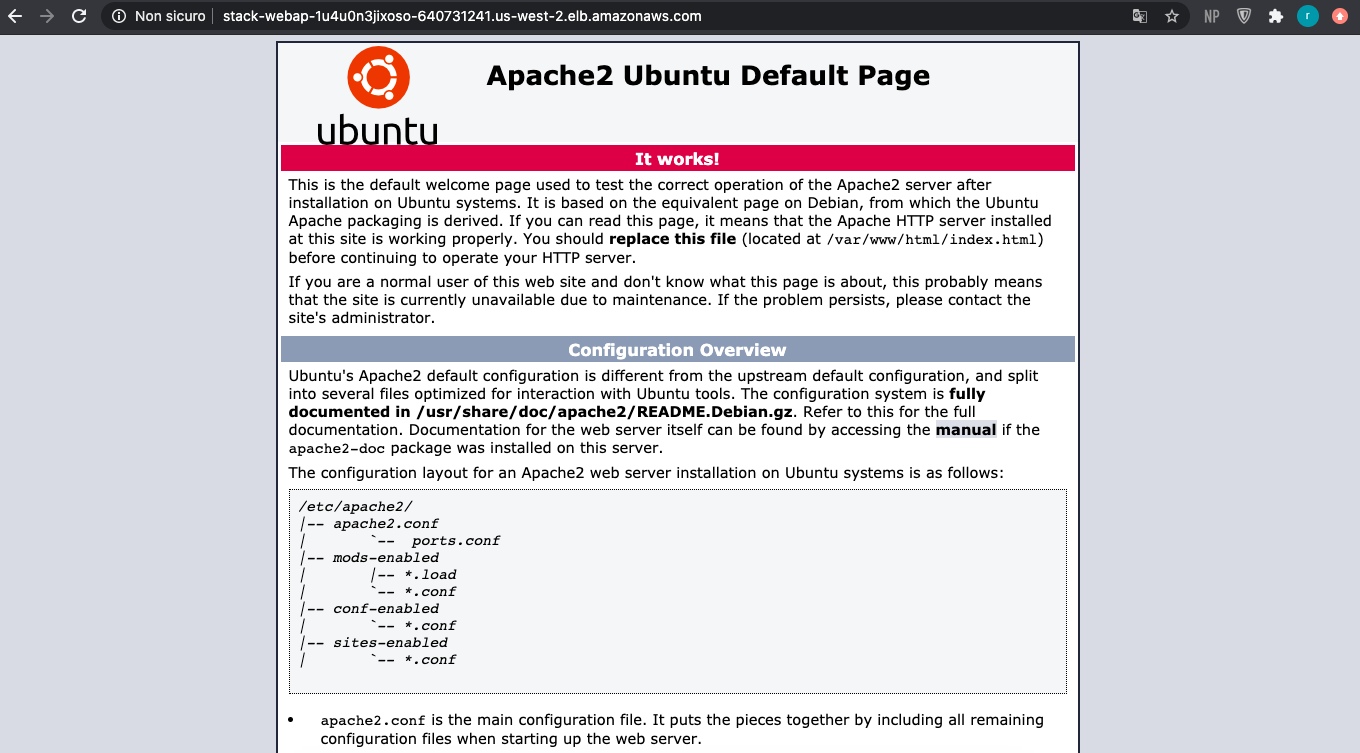 Non sicuro stack-webap-1u4u0n3jixoso-640731241.us-west-2.elb.amazonaws.com NP r
Apache2 Ubuntu Default Page
ubuntu
It works!
This is the default welcome page used to test the correct operation of the Apache2 server after
installation on Ubuntu systems. It is based on the equivalent page on Debian, from which the Ubuntu
Apache packaging is derived. If you can read this page, it means that the Apache HTTP server installed
at this site is working properly. You should replace this file (located at /var/www/html/index.html)
before continuing to operate your HTTP server.
If you are a normal user of this web site and don't know what this page is about, this probably means
that the site is currently unavailable due to maintenance. If the problem persists, please contact the
site's administrator.
Configuration Overview
Ubuntu's Apache2 default configuration is different from the upstream default configuration, and split
into several files optimized for interaction with Ubuntu tools. The configuration system is fully
documented in /usr/share/doc/apache2/README.Debian.gz. Refer to this for the full
documentation. Documentation for the web server itself can be found by accessing the manual if the
apache2-doc package was installed on this server.
The configuration layout for an Apache2 web server installation on Ubuntu systems is as follows:
/etc/apache2/
|-- apache2.conf
|       `--  ports.conf
|-- mods-enabled
|       |-- *.load
|       `-- *.conf
|-- conf-enabled
|       `-- *.conf
|-- sites-enabled
|       `-- *.conf
• apache2.conf is the main configuration file. It puts the pieces together by including all remaining
configuration files when starting up the web server.